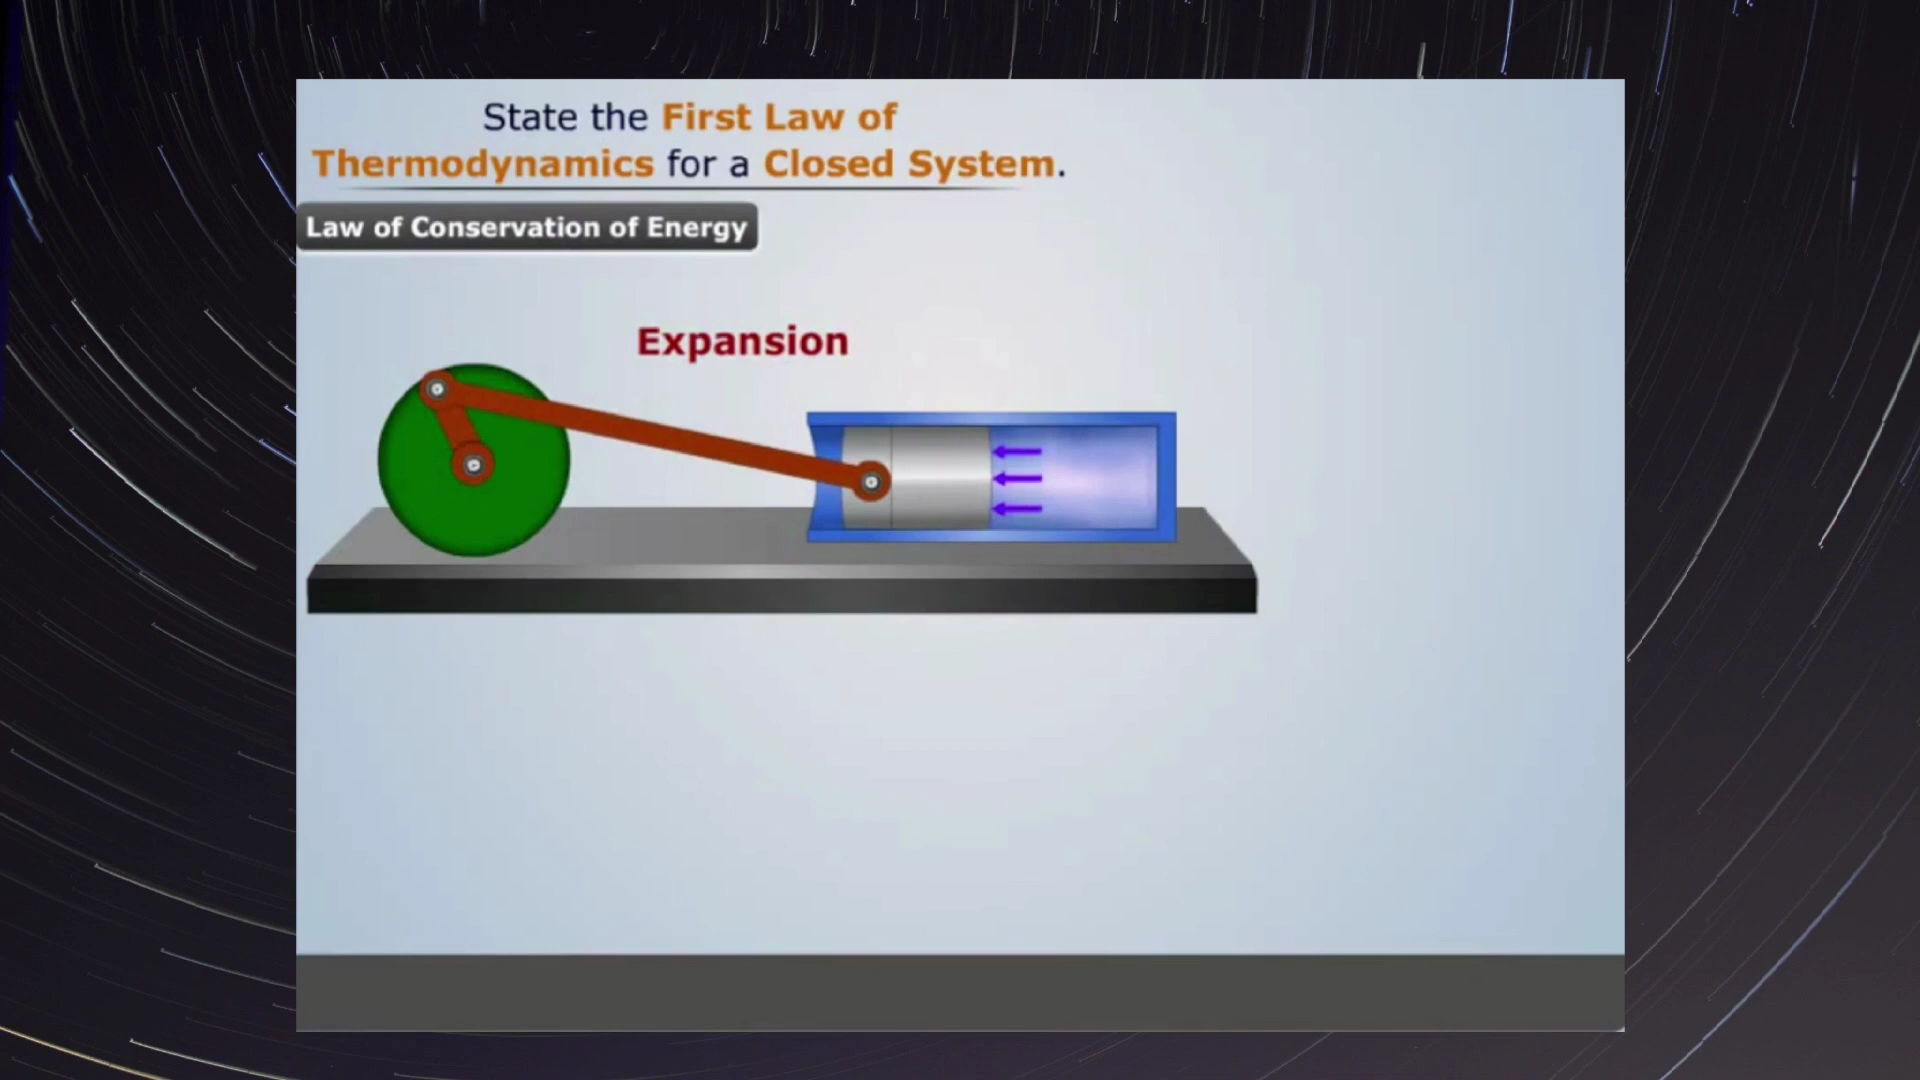 State the First Law of
Thermodynamics for a Closed System.
Law of Conservation of Energy
Expansion